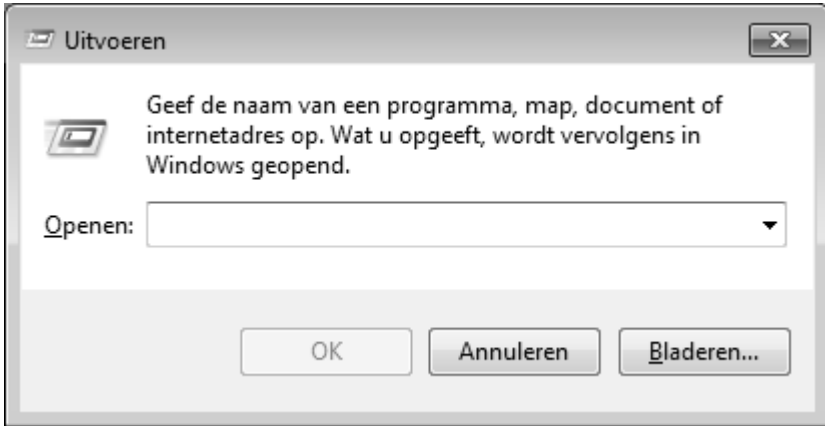 Uitvoeren
Geef de naam van een programma, map, document of
internetadres op. Wat u opgeeft, wordt vervolgens in
Windows geopend.
Openen:
OK Annuleren Bladeren...